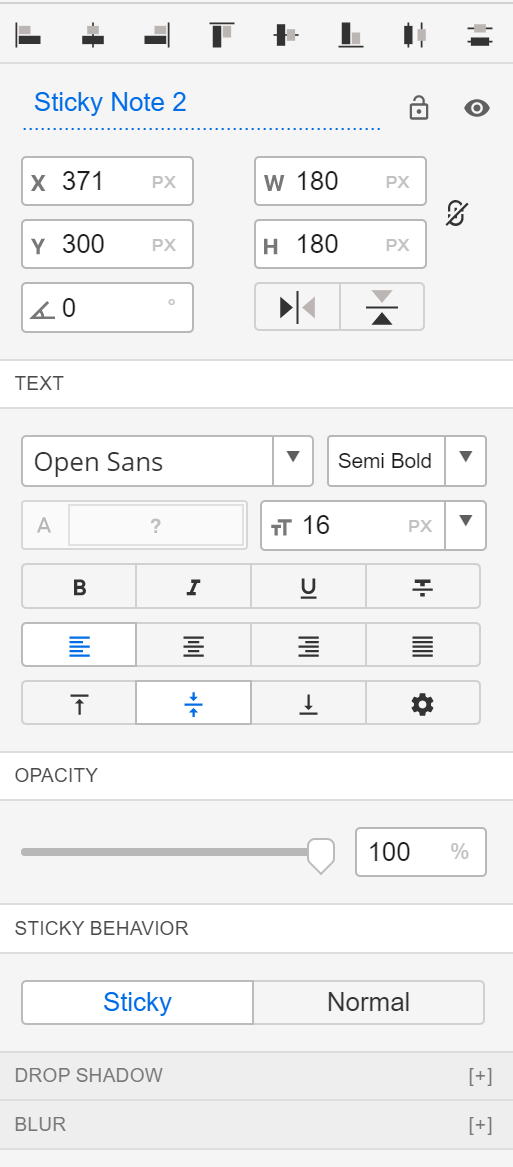 Sticky Note 2
X 371 PX W 180 PX
Y 300 PX H 180 PX
0 °
TEXT
Open Sans Semi Bold
A ? TT 16 PX
B I U T
OPACITY
100 %
STICKY BEHAVIOR
Sticky Normal
DROP SHADOW [+]
BLUR [+]